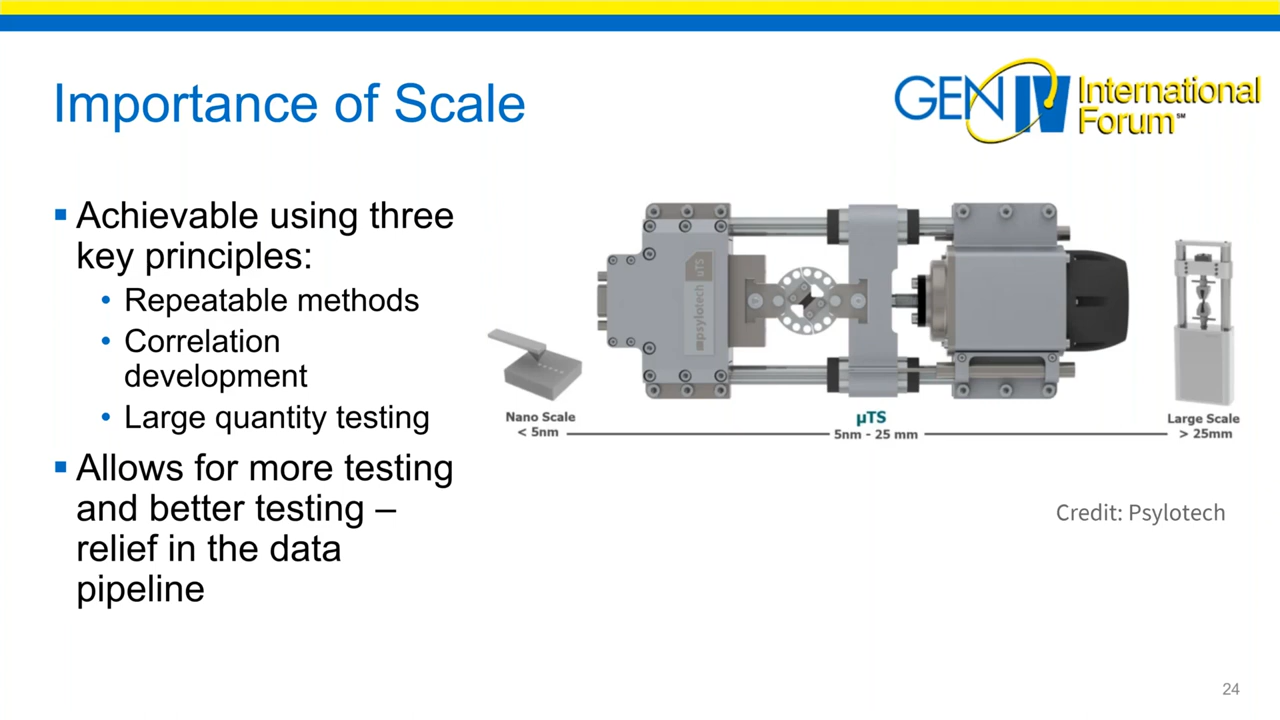 Importance of Scale
GEN IV International
Forum SM
▪ Achievable using three
key principles:
• Repeatable methods
• Correlation
development
• Large quantity testing
▪ Allows for more testing
and better testing –
relief in the data
pipeline
psylotech µTS
Nano Scale
< 5nm
µTS
5nm - 25 mm
Large Scale
> 25mm
Credit: Psylotech
24